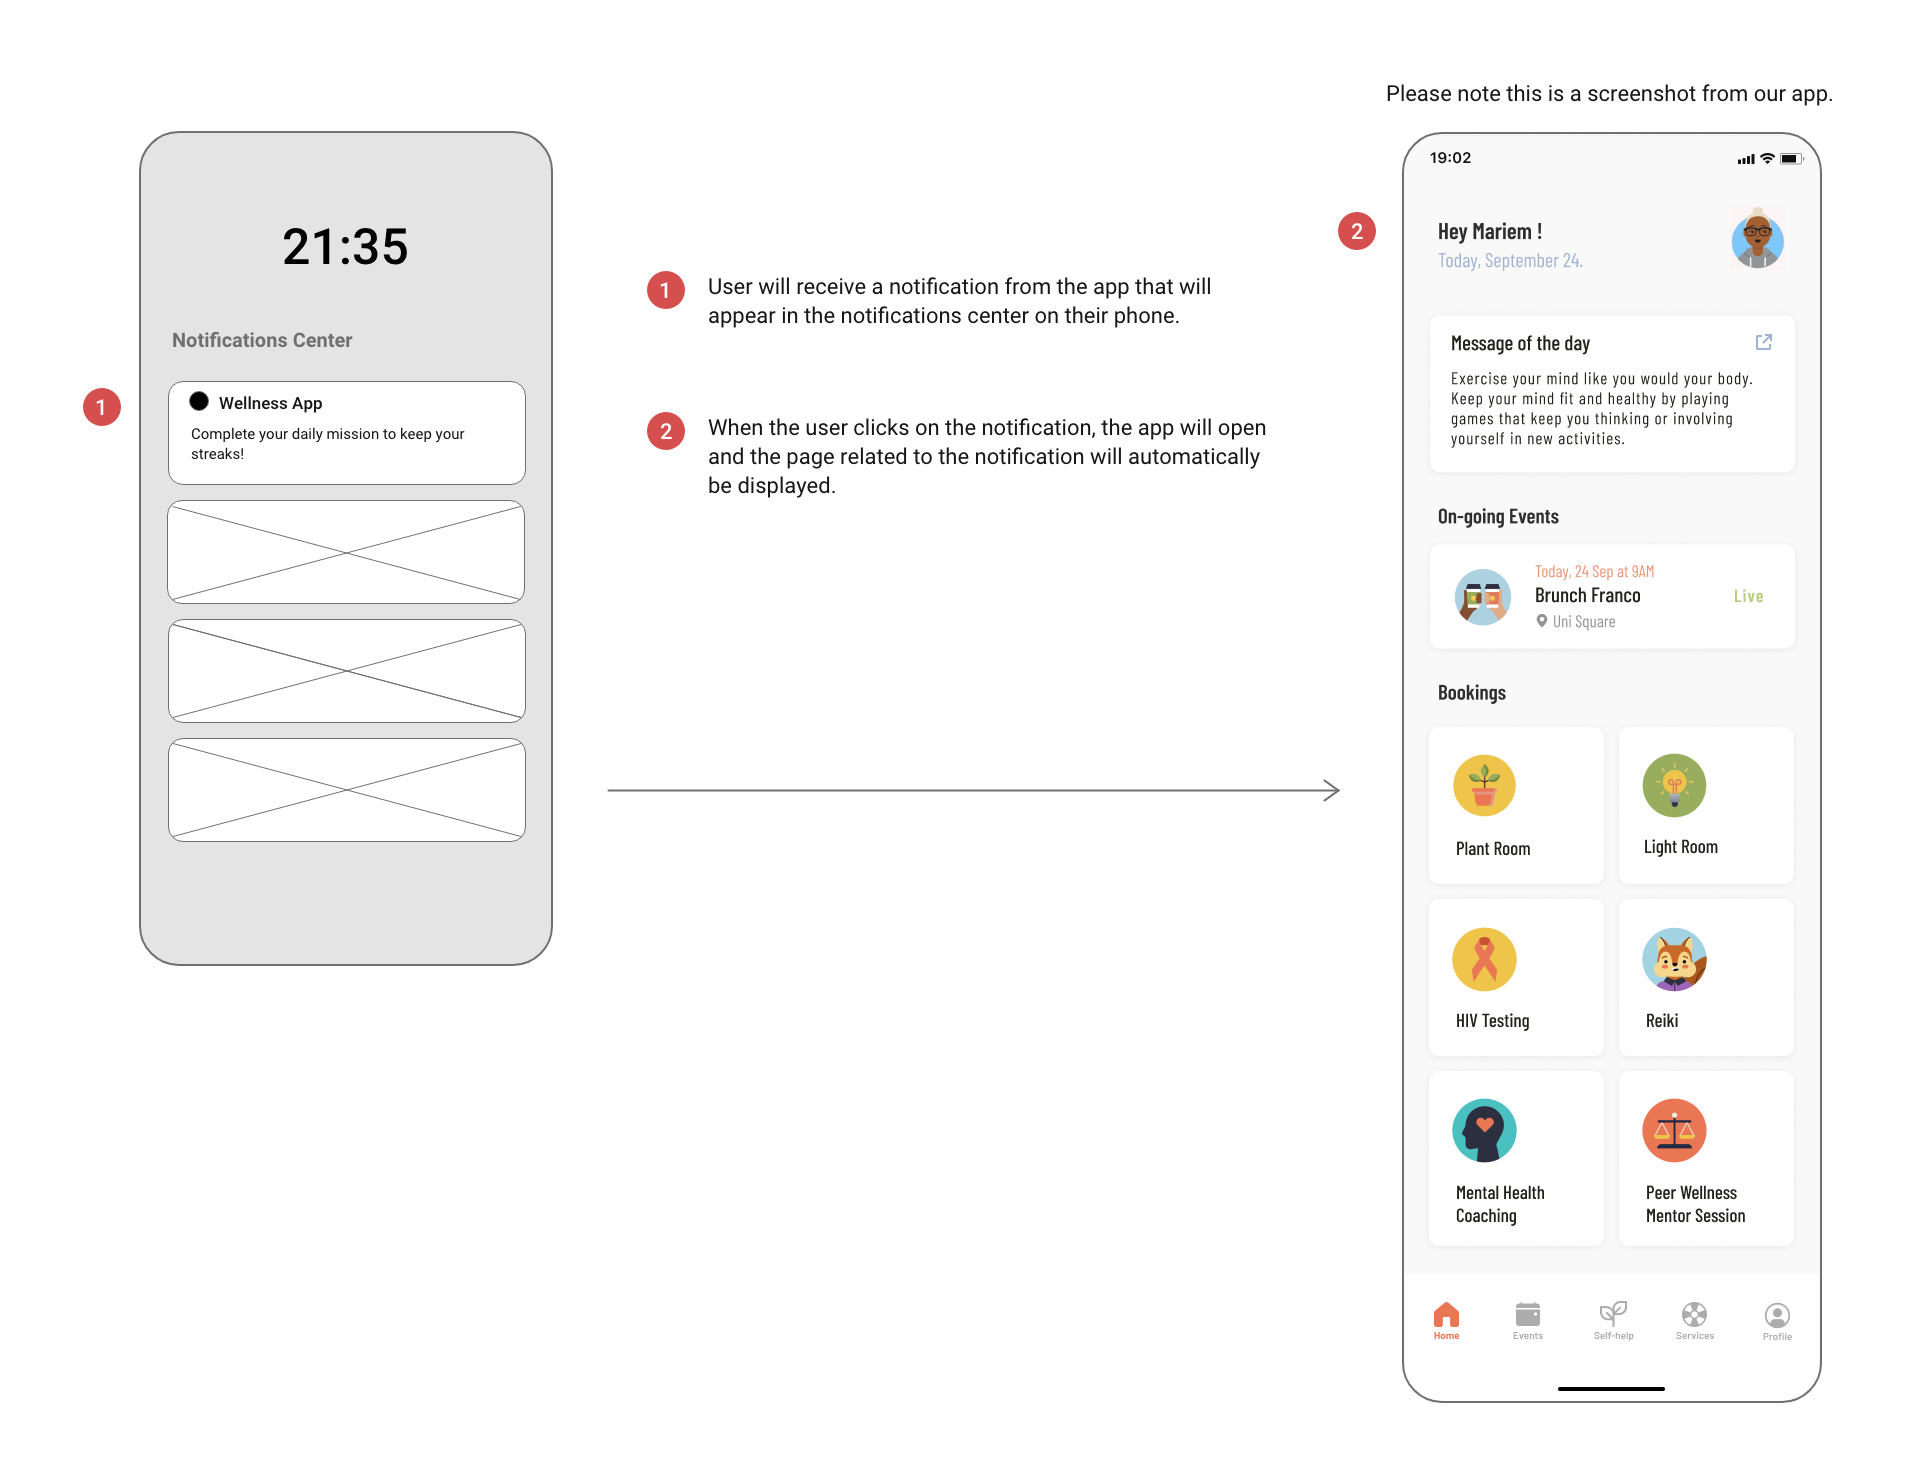 Please note this is a screenshot from our app.
21:35
Notifications Center
1
Wellness App
Complete your daily mission to keep your
streaks!
1
User will receive a notification from the app that will
appear in the notifications center on their phone.
2
When the user clicks on the notification, the app will open
and the page related to the notification will automatically
be displayed.
2
19:02
Hey Mariem !
Today, September 24.
Message of the day
Exercise your mind like you would your body.
Keep your mind fit and healthy by playing
games that keep you thinking or involving
yourself in new activities.
On-going Events
Today, 24 Sep at 9AM
Brunch Franco
Live
Uni Square
Bookings
Plant Room
Light Room
HIV Testing
Reiki
Mental Health
Coaching
Peer Wellness
Mentor Session
Home
Events
Self-help
Services
Profile